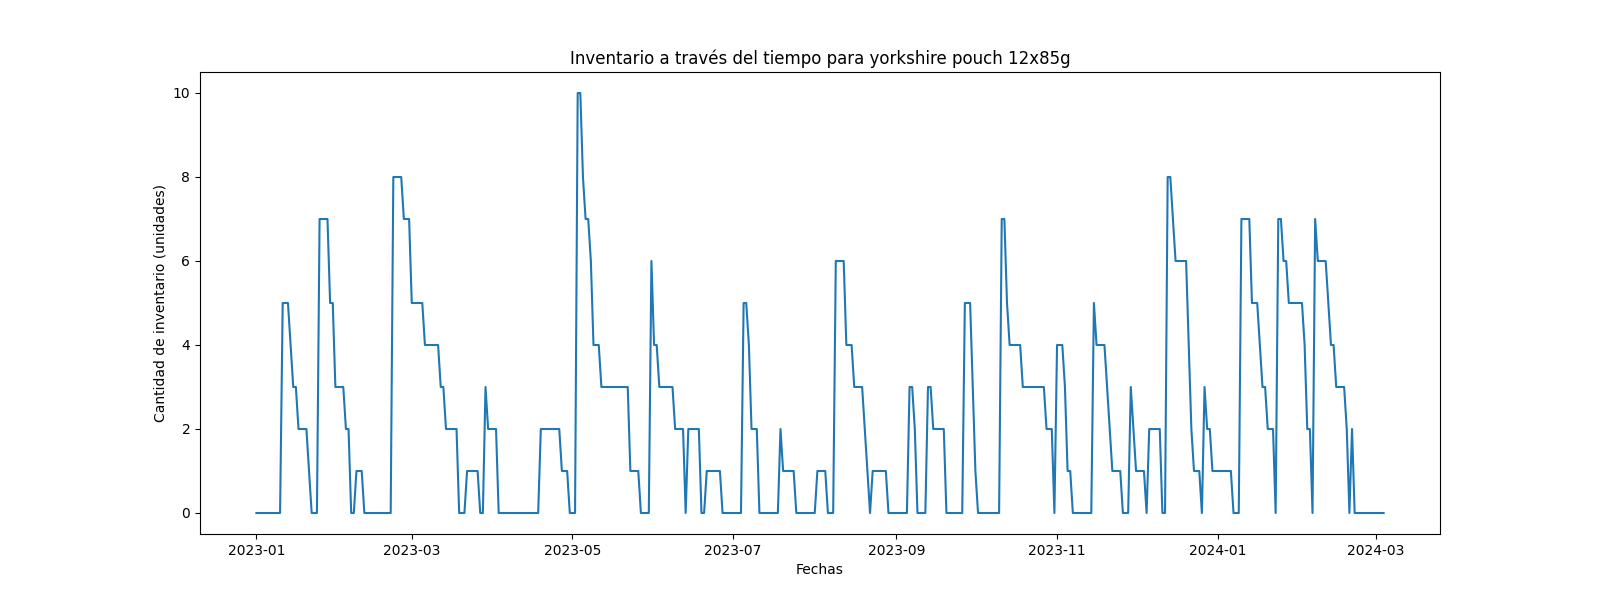 Inventario a través del tiempo para yorkshire pouch 12x85g
Cantidad de inventario (unidades)
10
8
6
4
2
0
2023-01 2023-03 2023-05 2023-07 2023-09 2023-11 2024-01 2024-03
Fechas